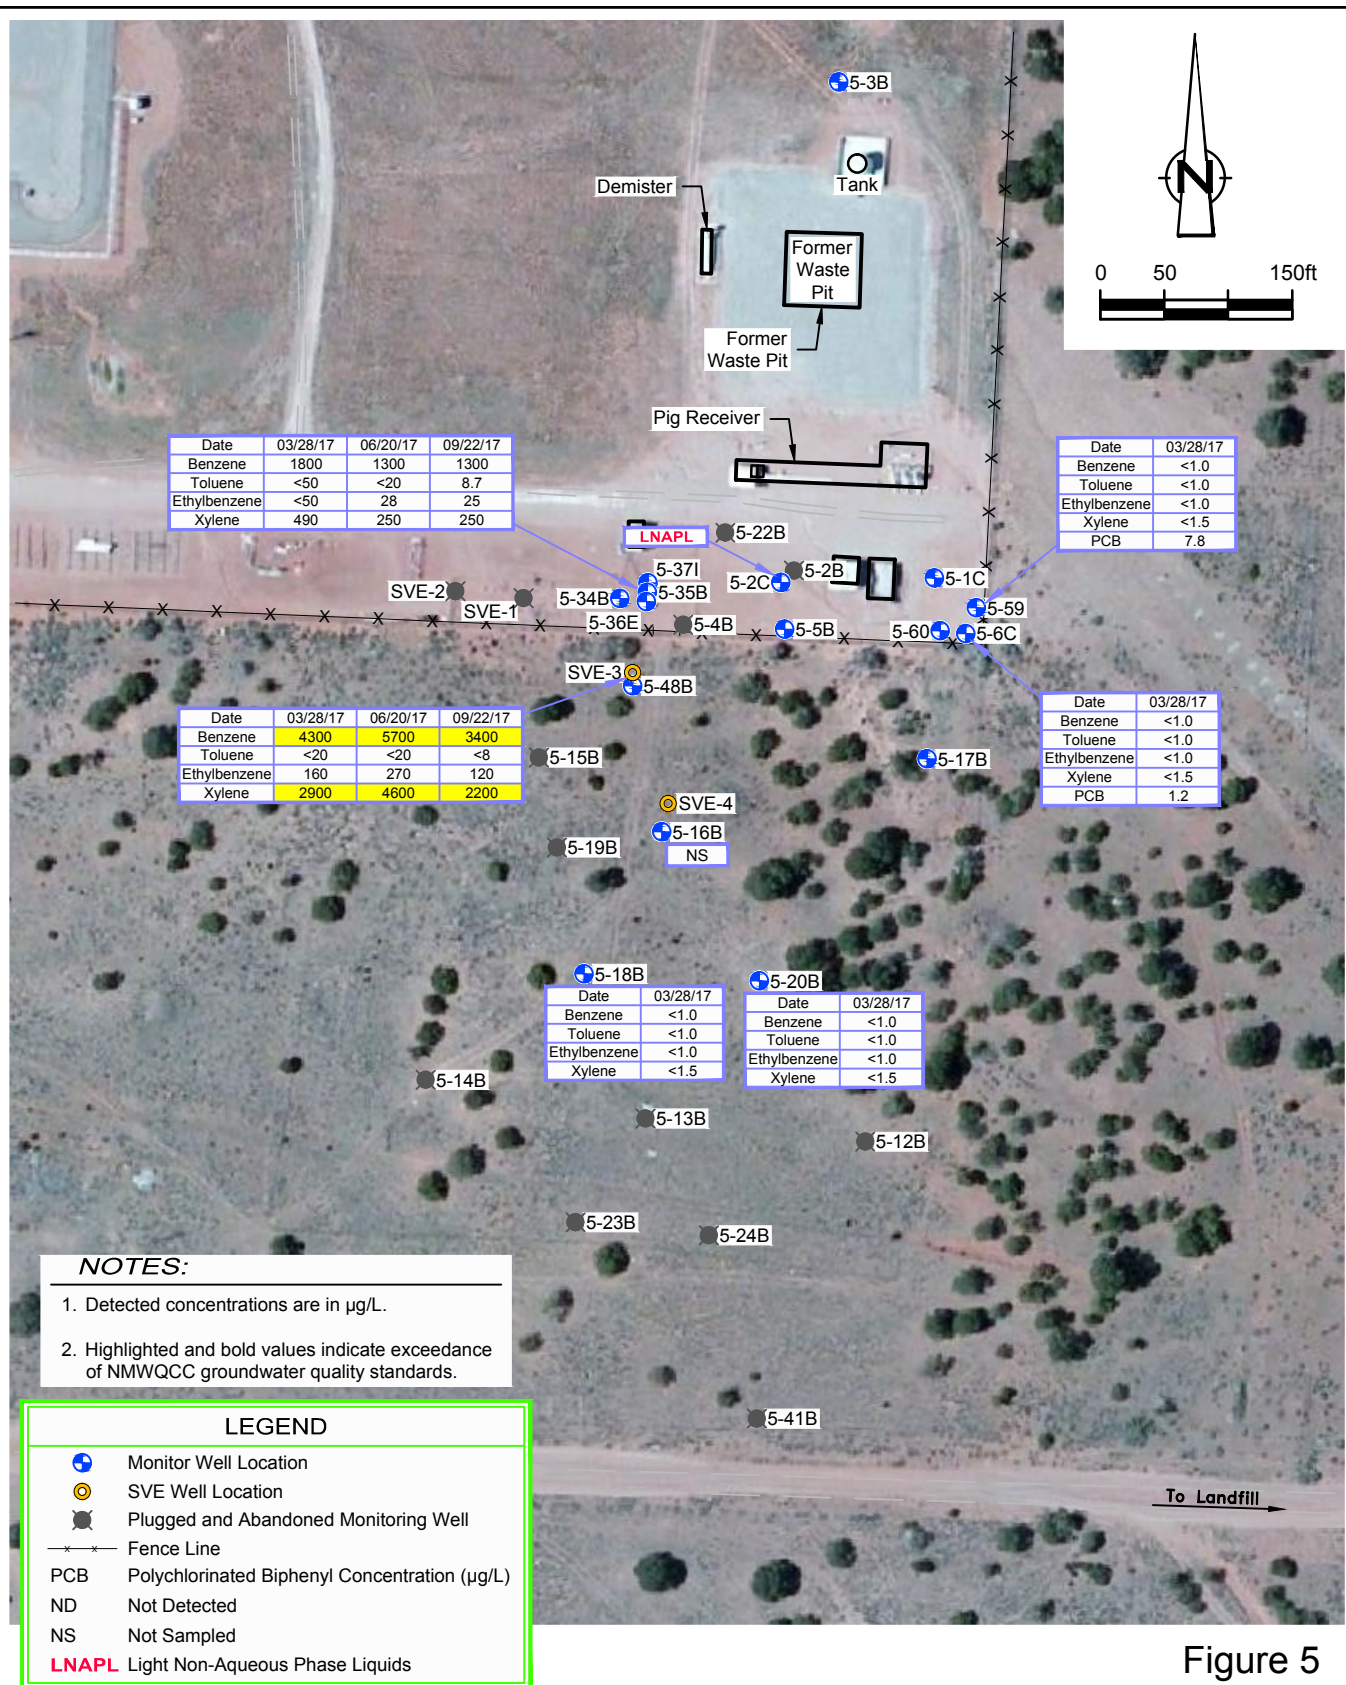 5-3B
Tank
Demister
Former
Waste
Pit
Former
Waste Pit
Pig Receiver
N
0 50 150ft
Date 03/28/17 06/20/17 09/22/17
Benzene 1800 1300 1300
Toluene <50 <20 8.7
Ethylbenzene <50 28 25
Xylene 490 250 250
Date 03/28/17
Benzene <1.0
Toluene <1.0
Ethylbenzene <1.0
Xylene <1.5
PCB 7.8
LNAPL
5-22B
5-37I
5-2B
5-2C
5-1C
SVE-2
SVE-1
5-34B
5-35B
5-59
5-36E
5-4B
5-5B
5-60
5-6C
SVE-3
5-48B
Date 03/28/17 06/20/17 09/22/17
Benzene 4300 5700 3400
Toluene <20 <20 <8
Ethylbenzene 160 270 120
Xylene 2900 4600 2200
Date 03/28/17
Benzene <1.0
Toluene <1.0
Ethylbenzene <1.0
Xylene <1.5
PCB 1.2
5-15B
5-17B
SVE-4
5-16B
NS
5-19B
5-18B
Date 03/28/17
Benzene <1.0
Toluene <1.0
Ethylbenzene <1.0
Xylene <1.5
5-20B
Date 03/28/17
Benzene <1.0
Toluene <1.0
Ethylbenzene <1.0
Xylene <1.5
5-14B
5-13B
5-12B
5-23B
5-24B
5-41B
To Landfill
NOTES:
1. Detected concentrations are in µg/L.
2. Highlighted and bold values indicate exceedance
of NMWQCC groundwater quality standards.
LEGEND
Monitor Well Location
SVE Well Location
Plugged and Abandoned Monitoring Well
Fence Line
PCB Polychlorinated Biphenyl Concentration (µg/L)
ND Not Detected
NS Not Sampled
LNAPL Light Non-Aqueous Phase Liquids
Figure 5